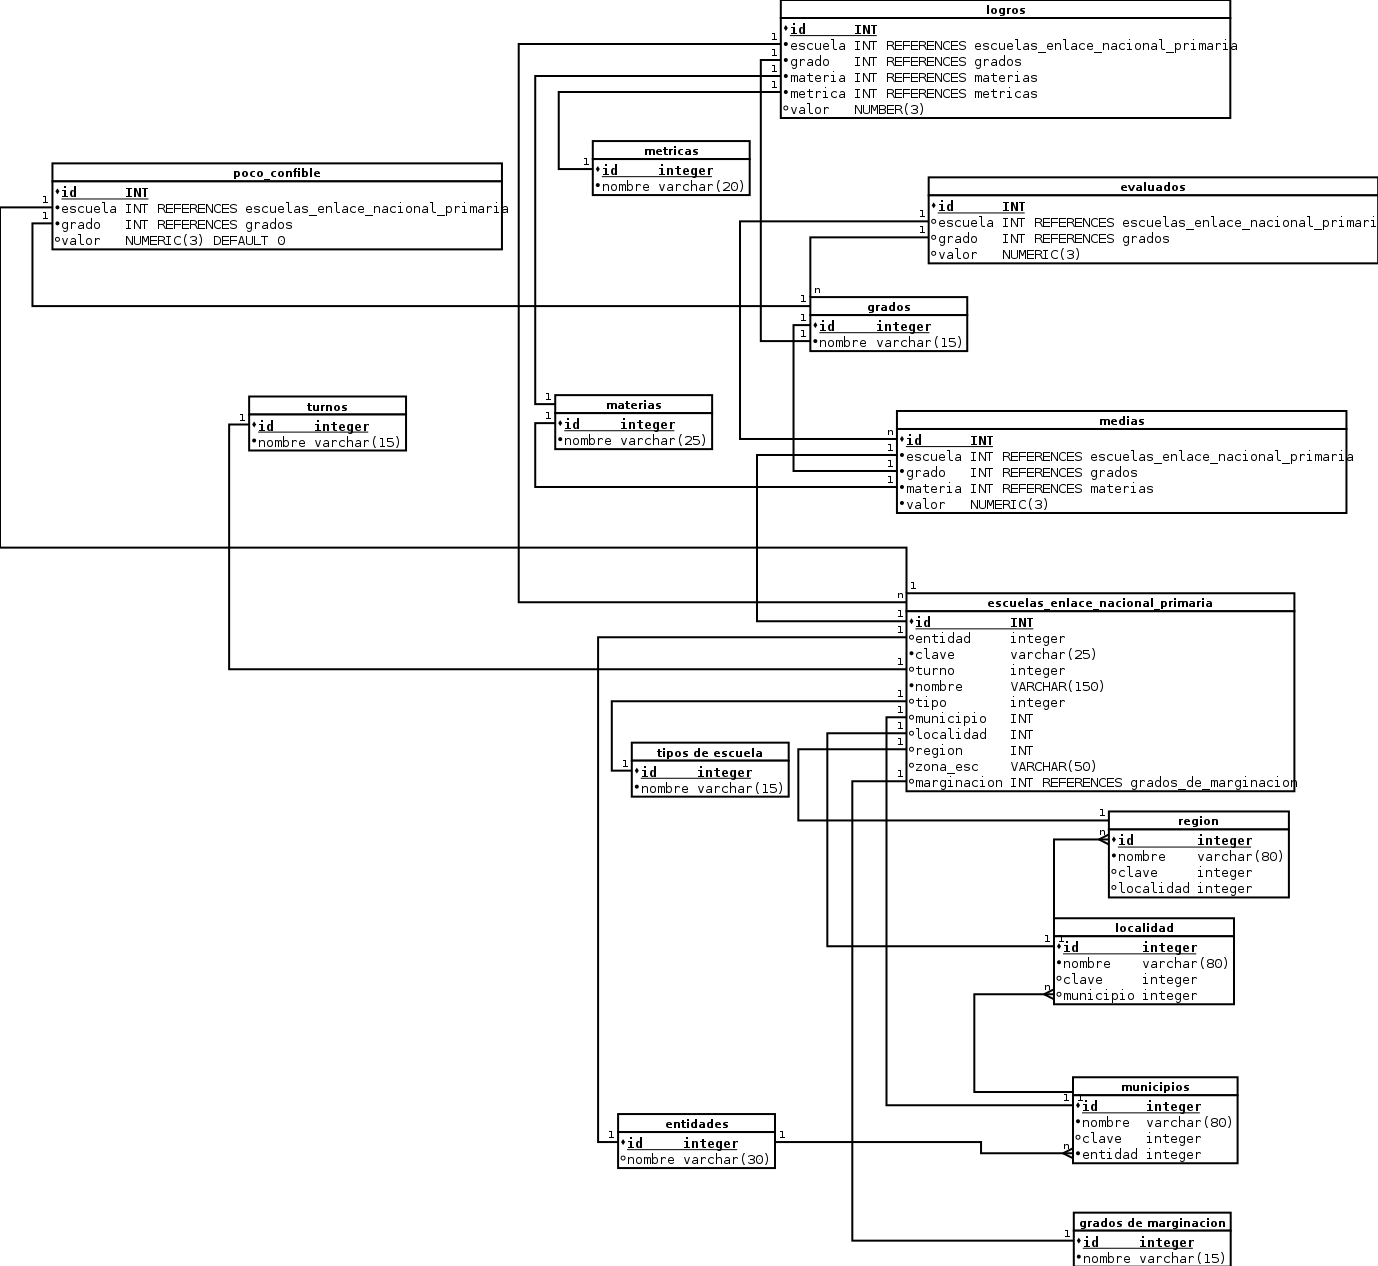 logros
id INT
escuela INT REFERENCES escuelas_enlace_nacional_primaria
grado INT REFERENCES grados
materia INT REFERENCES materias
metrica INT REFERENCES metricas
valor NUMBER(3)
1
1
1
1
metricas
1
id integer
nombre varchar(20)
poco_confible
id INT
1
escuela INT REFERENCES escuelas_enlace_nacional_primaria
1
grado INT REFERENCES grados
valor NUMERIC(3) DEFAULT 0
evaluados
id INT
1
escuela INT REFERENCES escuelas_enlace_nacional_primari
1
grado INT REFERENCES grados
valor NUMERIC(3)
n
1
grados
1
id integer
1
nombre varchar(15)
turnos
1
id integer
nombre varchar(15)
1
materias
1
id integer
nombre varchar(25)
medias
n
id INT
1
escuela INT REFERENCES escuelas_enlace_nacional_primaria
1
grado INT REFERENCES grados
1
materia INT REFERENCES materias
valor NUMERIC(3)
1
n
escuelas_enlace_nacional_primaria
1
id INT
1
entidad integer
clave varchar(25)
1
turno integer
nombre VARCHAR(150)
1
tipo integer
1
municipio INT
1
localidad INT
1
region INT
zona_esc VARCHAR(50)
1
marginacion INT REFERENCES grados_de_marginacion
tipos de escuela
1
id integer
nombre varchar(15)
1
region
n
id integer
nombre varchar(80)
clave integer
localidad integer
localidad
1
1
id integer
nombre varchar(80)
clave integer
n
municipio integer
municipios
1
1
id integer
nombre varchar(80)
clave integer
n
entidad integer
entidades
1
1
id integer
nombre varchar(30)
grados de marginacion
1
id integer
nombre varchar(15)